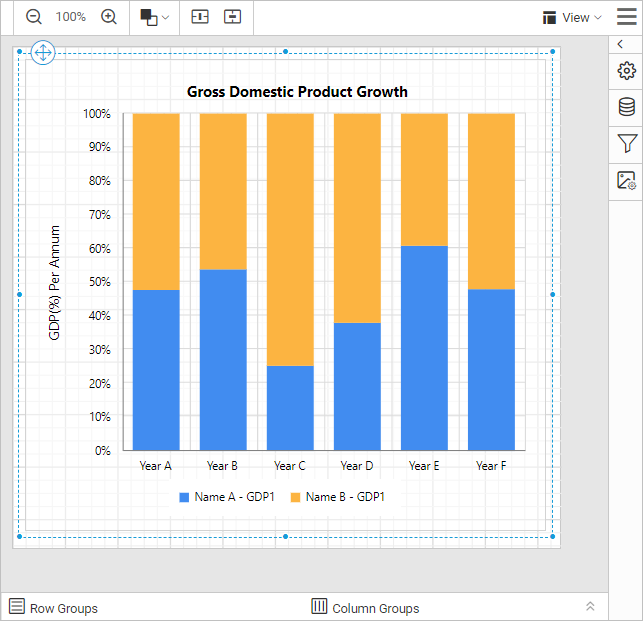 100% View
Gross Domestic Product Growth
100%
90%
80%
70%
60%
50%
40%
30%
20%
10%
0%
GDP(%) Per Annum
Year A Year B Year C Year D Year E Year F
Name A - GDP1 Name B - GDP1
Row Groups Column Groups